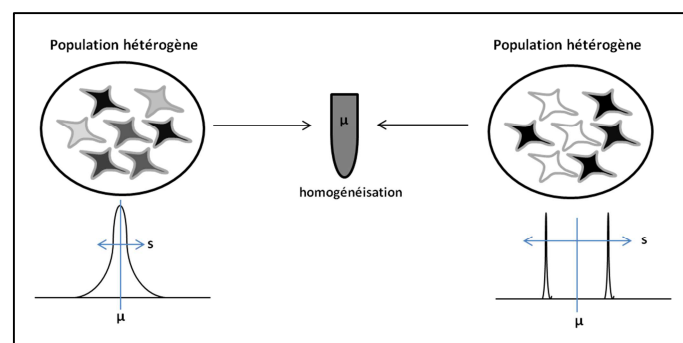 Population hétérogène
Population hétérogène
μ
homogénéisation
s
μ
s
μ